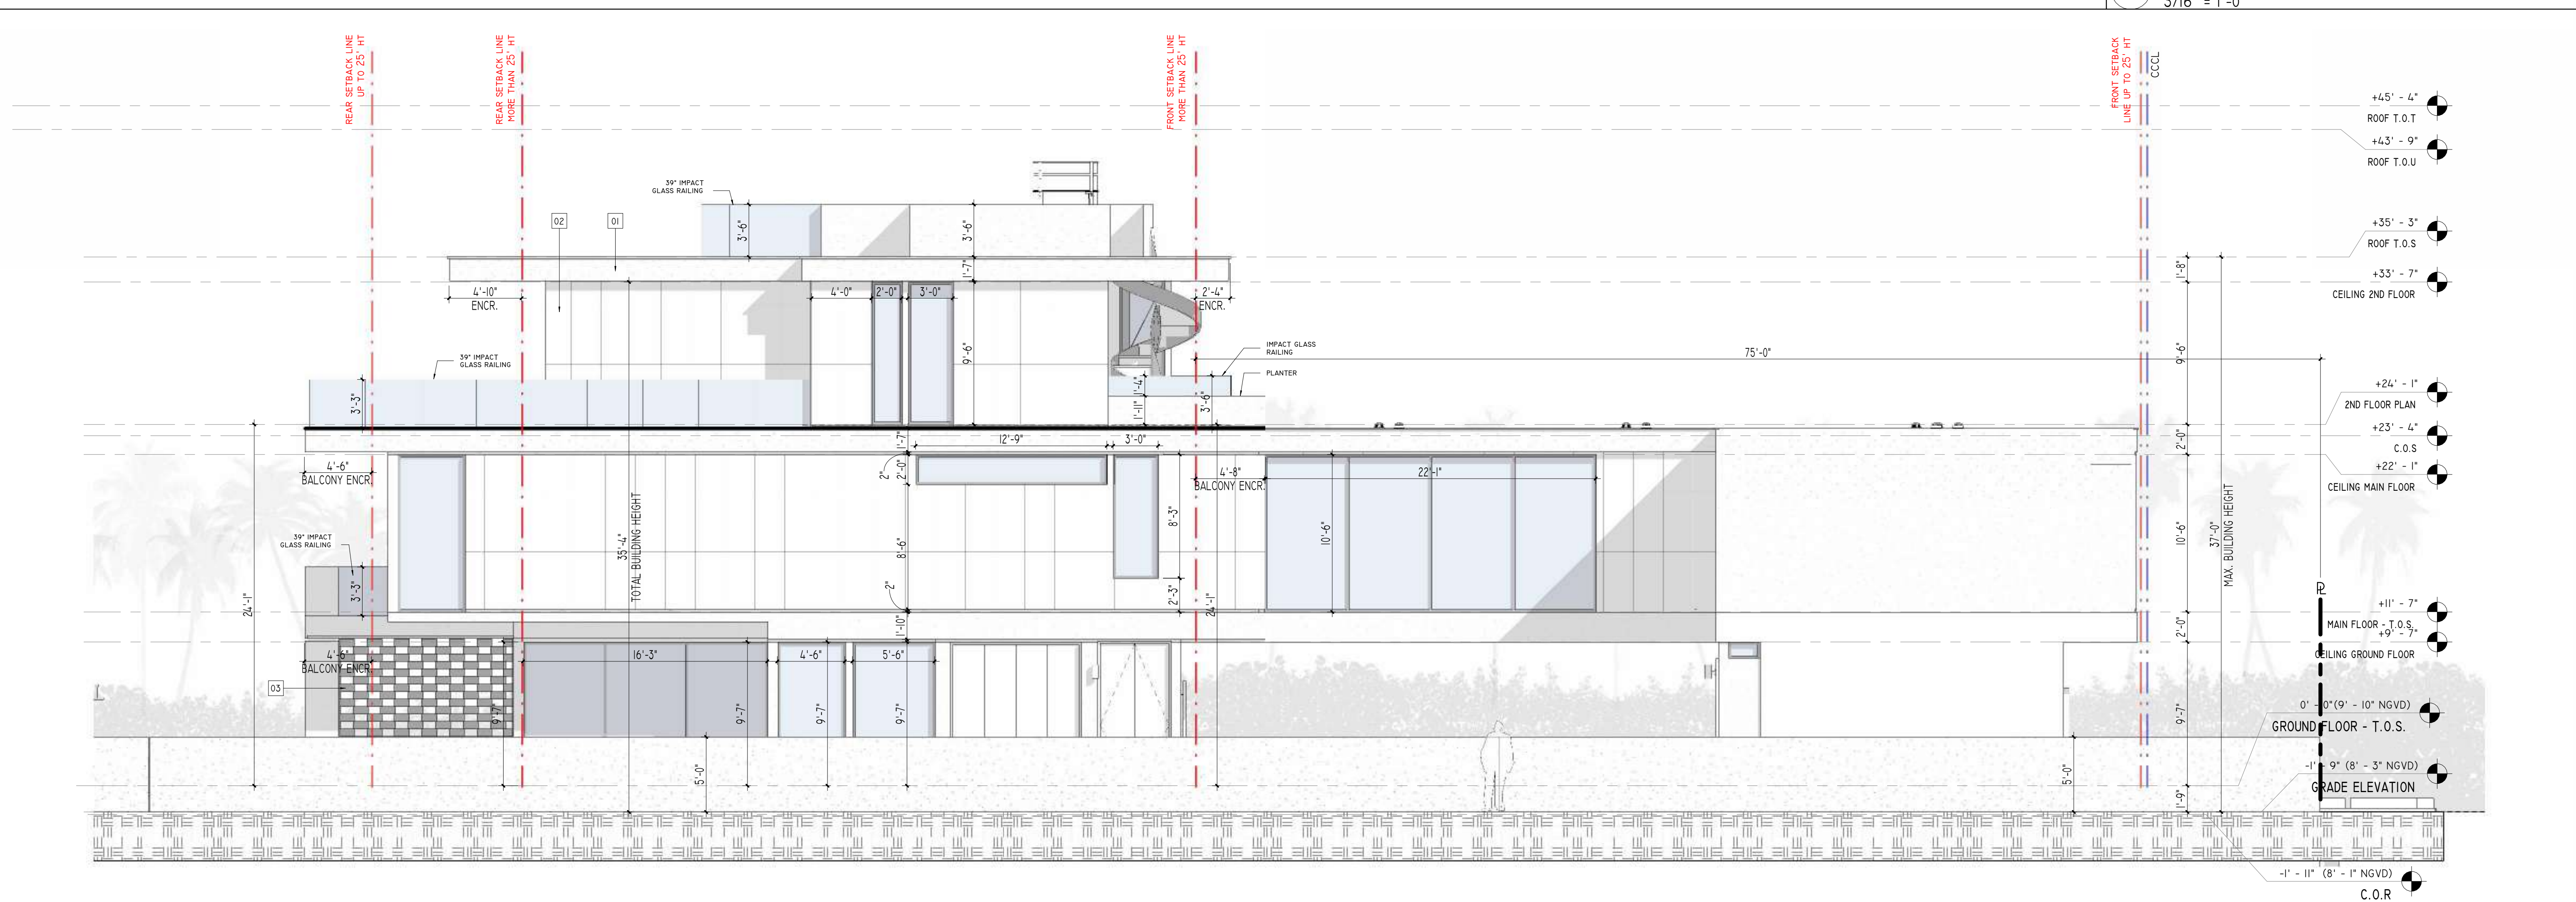 3/16" = 1'-0"
REAR SETBACK LINE
UP TO 25' HT
REAR SETBACK LINE
MORE THAN 25' HT
FRONT SETBACK LINE
MORE THAN 25' HT
FRONT SETBACK
LINE UP TO 25' HT
CCCL
+45' - 4"
ROOF T.O.T
+43' - 9"
ROOF T.O.U
+35' - 3"
ROOF T.O.S
+33' - 7"
CEILING 2ND FLOOR
+24' - 1"
2ND FLOOR PLAN
+23' - 4"
C.O.S
+22' - 1"
CEILING MAIN FLOOR
+11' - 7"
MAIN FLOOR - T.O.S.
+9' - 7"
CEILING GROUND FLOOR
0' - 0"(9' - 10" NGVD)
GROUND FLOOR - T.O.S.
-1' - 9" (8' - 3" NGVD)
GRADE ELEVATION
-1' - 11" (8' - 1" NGVD)
C.O.R
39" IMPACT
GLASS RAILING
02
01
3'-6"
3'-6"
1'-7"
4'-10"
ENCR.
4'-0"
2'-0"
3'-0"
2'-4"
ENCR.
9'-6"
39" IMPACT
GLASS RAILING
IMPACT GLASS
RAILING
PLANTER
75'-0"
3'-3"
1'-4"
1'-11"
3'-6"
1'-8"
9'-6"
2'-0"
10'-6"
2'-0"
9'-7"
1'-9"
37'-0"
MAX. BUILDING HEIGHT
12'-9"
3'-0"
1'-7"
2"
2'-0"
4'-6"
BALCONY ENCR.
4'-8"
BALCONY ENCR.
22'-1"
10'-6"
8'-3"
8'-6"
2"
2'-3"
1'-10"
35'-4"
TOTAL BUILDING HEIGHT
24'-1"
24'-1"
39" IMPACT
GLASS RAILING
3'-3"
4'-6"
BALCONY ENCR.
03
16'-3"
4'-6"
5'-6"
9'-7"
9'-7"
9'-7"
9'-7"
5'-0"
5'-0"
PL